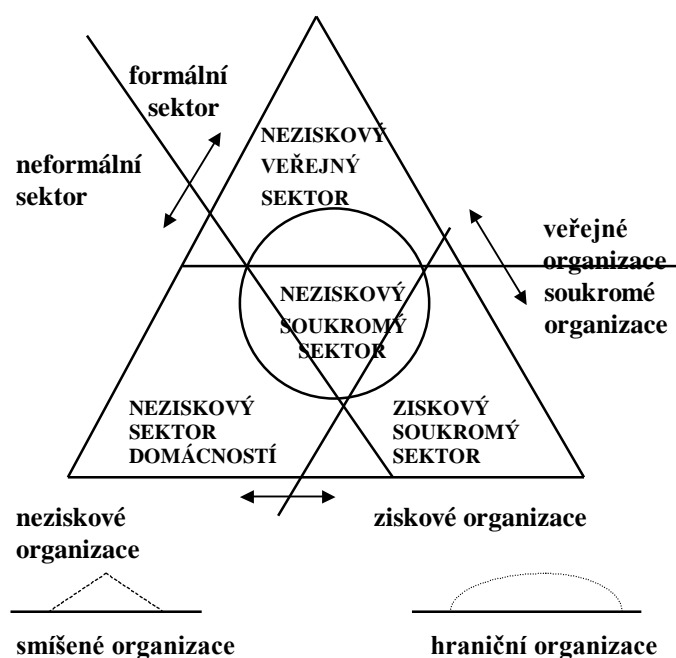 formální
sektor
neformální
sektor
NEZISKOVÝ
VEŘEJNÝ
SEKTOR
veřejné
organizace
soukromé
organizace
NEZISKOVÝ
SOUKROMÝ
SEKTOR
NEZISKOVÝ
SEKTOR
DOMÁCNOSTÍ
ZISKOVÝ
SOUKROMÝ
SEKTOR
neziskové
organizace
ziskové organizace
smíšené organizace
hraniční organizace